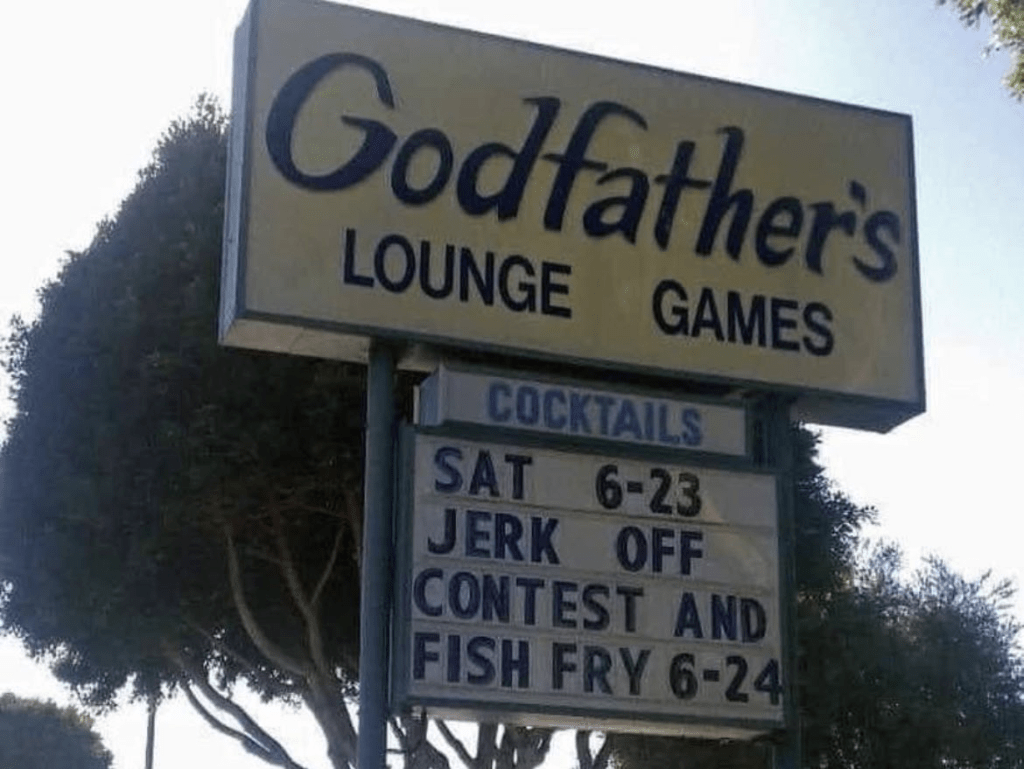 Godfather's
LOUNGE GAMES
COCKTAILS
SAT 6-23
JERK OFF
CONTEST AND
FISH FRY 6-24